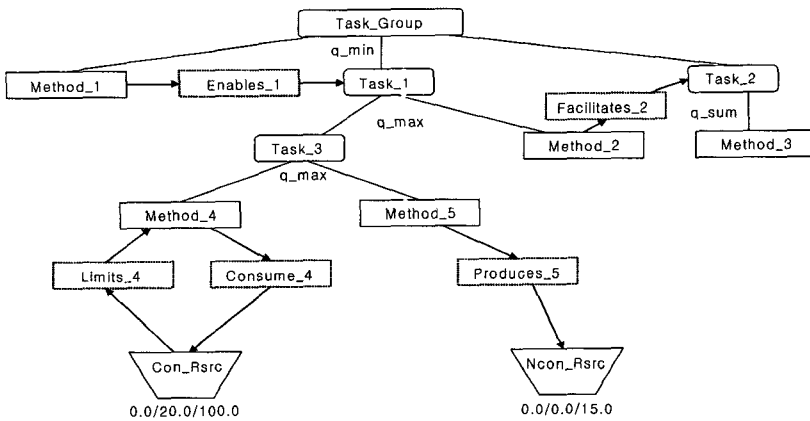 Task_Group
q_min
Method_1
Enables_1
Task_1
Task_2
Facilitates_2
q_max
q_sum
Task_3
Method_2
Method_3
q_max
Method_4
Method_5
Limits_4
Consume_4
Produces_5
Con_Rsrc
Ncon_Rsrc
0.0/20.0/100.0
0.0/0.0/15.0